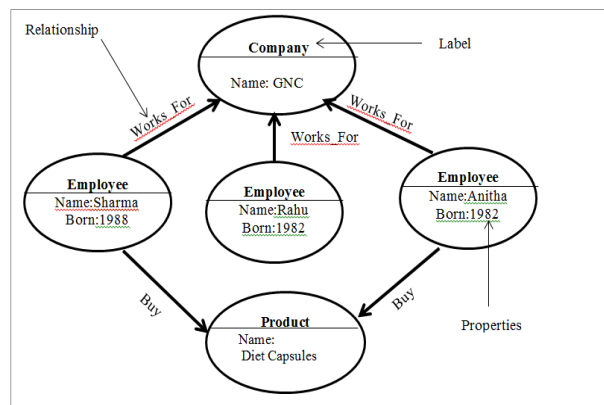 Relationship
Company
Label
Name: GNC
Works_For
Works_For
Works_For
Employee
Name:Sharma
Born:1988
Employee
Name:Rahu
Born:1982
Employee
Name:Anitha
Born:1982
Buy
Buy
Product
Name:
Diet Capsules
Properties